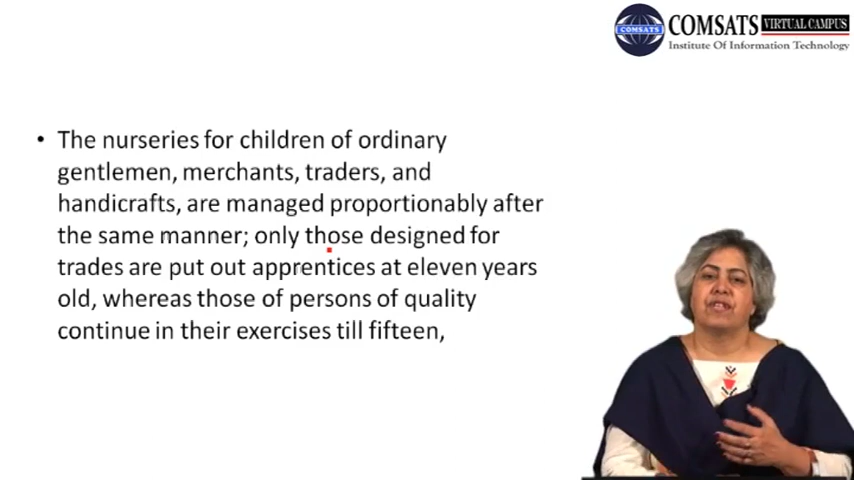 COMSATS
COMSATS VIRTUAL CAMPUS
Institute Of Information Technology
• The nurseries for children of ordinary
gentlemen, merchants, traders, and
handicrafts, are managed proportionably after
the same manner; only those designed for
trades are put out apprentices at eleven years
old, whereas those of persons of quality
continue in their exercises till fifteen,